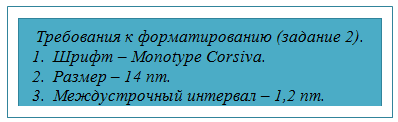 Требования к форматированию (задание 2).
1. Шрифт – Monotype Corsiva.
2. Размер – 14 пт.
3. Междустрочный интервал – 1,2 пт.